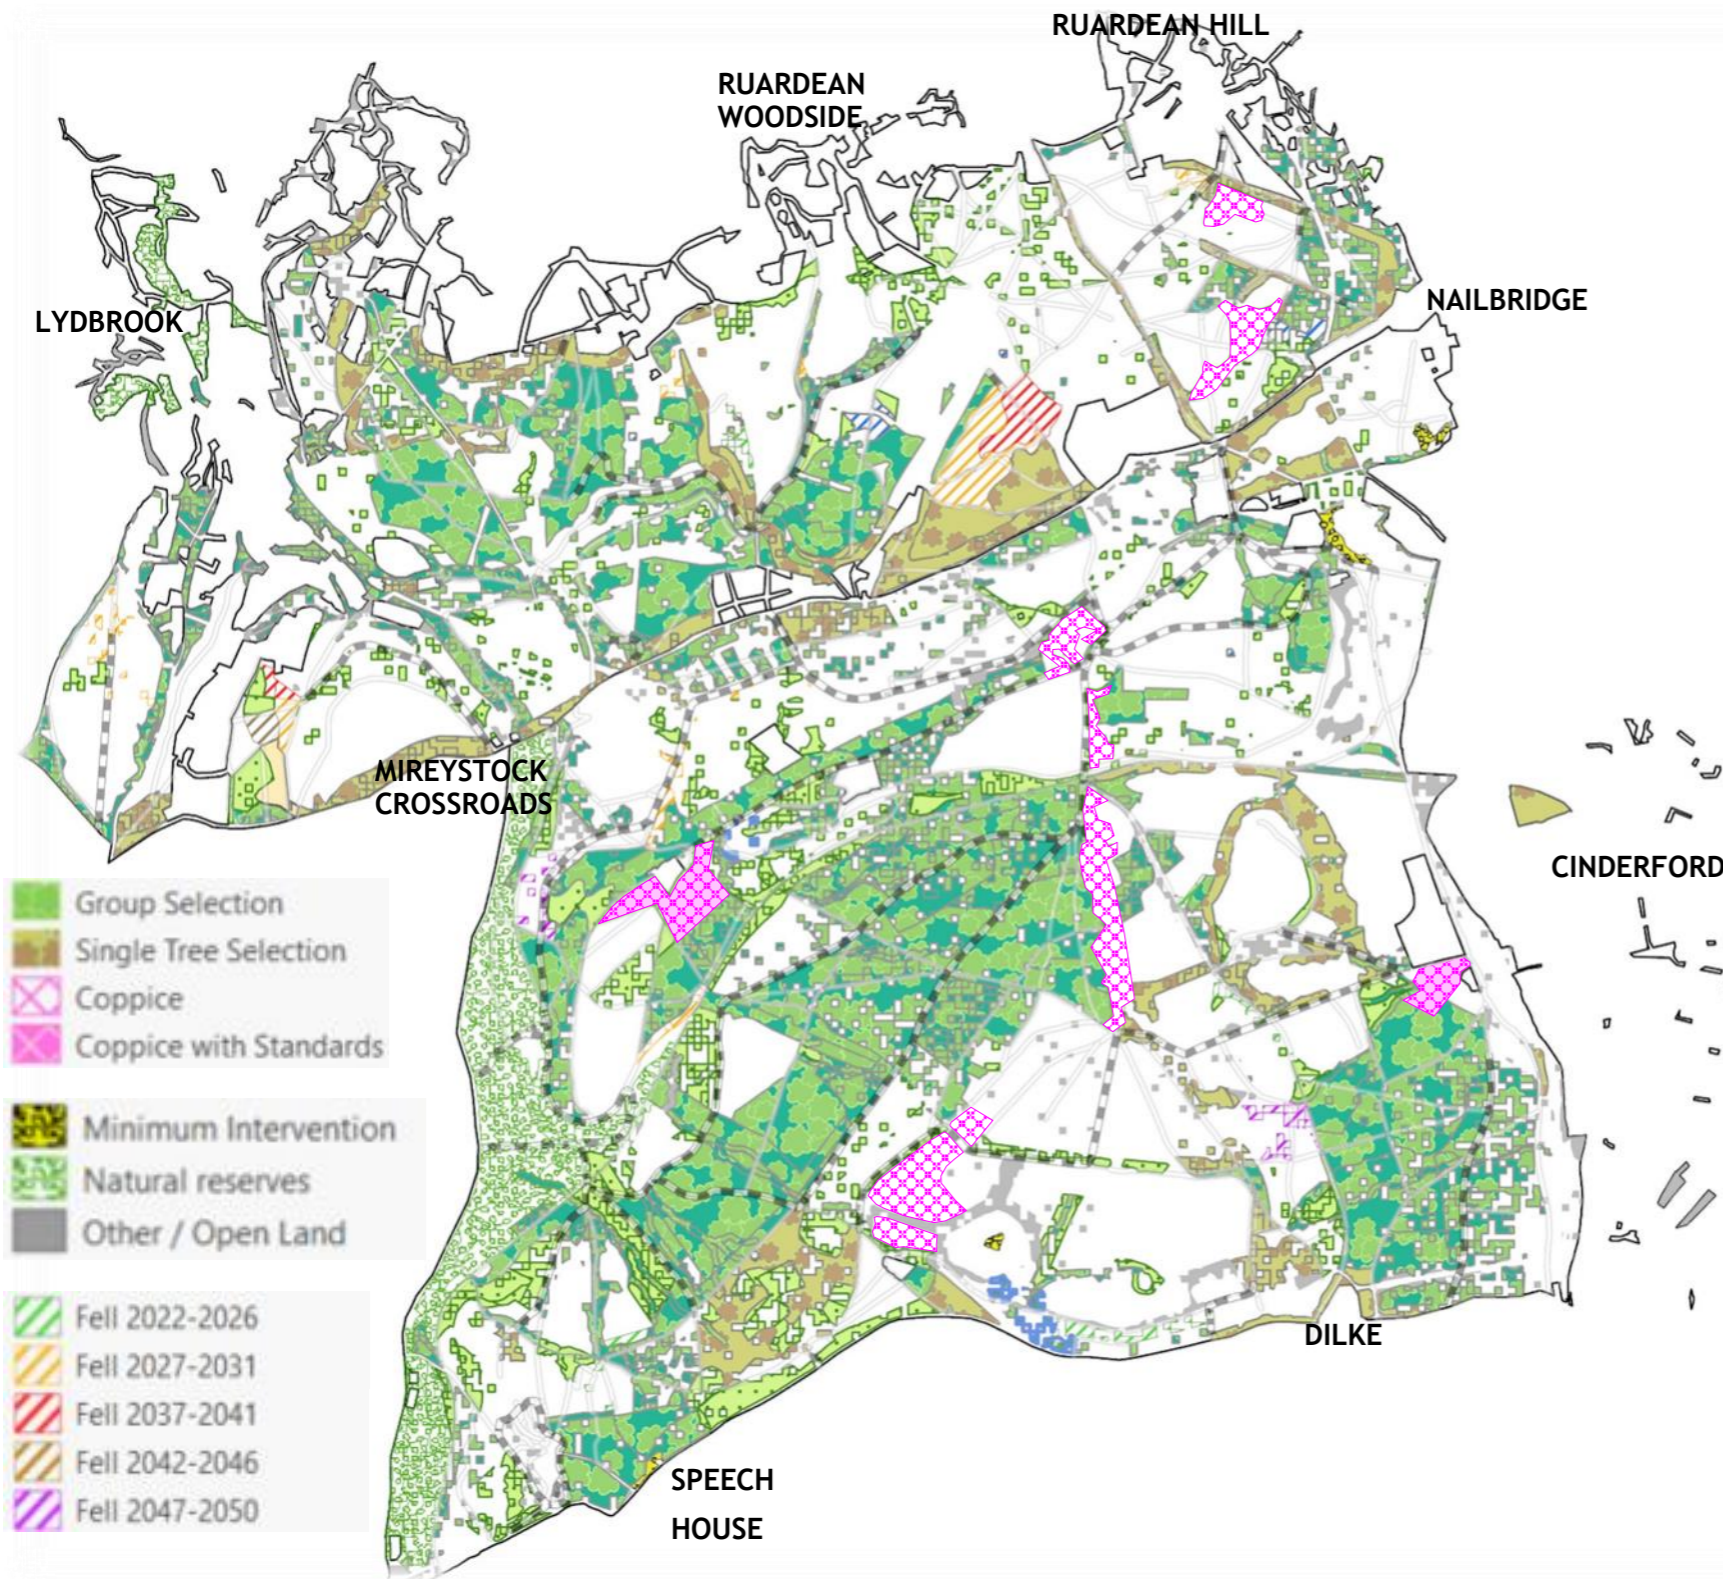 RUARDEAN HILL
RUARDEAN
WOODSIDE
NAILBRIDGE
LYDBROOK
MIREYSTOCK
CROSSROADS
CINDERFORD
Group Selection
Single Tree Selection
Coppice
Coppice with Standards
Minimum Intervention
Natural reserves
Other / Open Land
Fell 2022-2026
Fell 2027-2031
Fell 2037-2041
Fell 2042-2046
Fell 2047-2050
DILKE
SPEECH
HOUSE